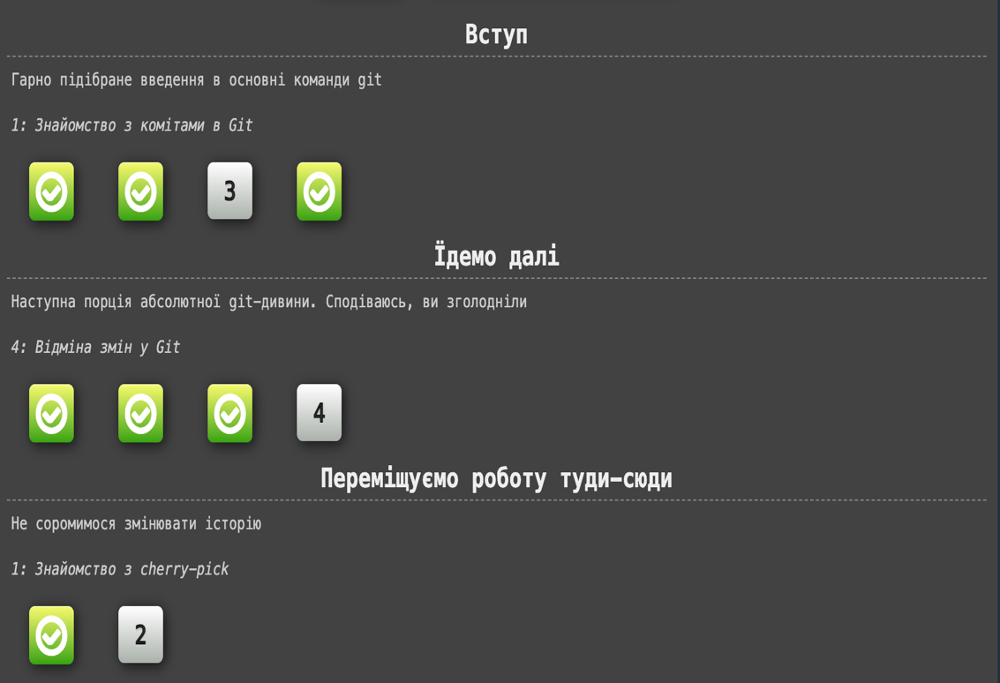 Вступ
Гарно підібране введення в основні команди git
1: Знайомство з комітами в Git
3
Їдемо далі
Наступна порція абсолютної git-дивини. Сподіваюсь, ви зголодніли
4: Відміна змін у Git
4
Переміщуємо роботу туди-сюди
Не соромимося змінювати історію
1: Знайомство з cherry-pick
2